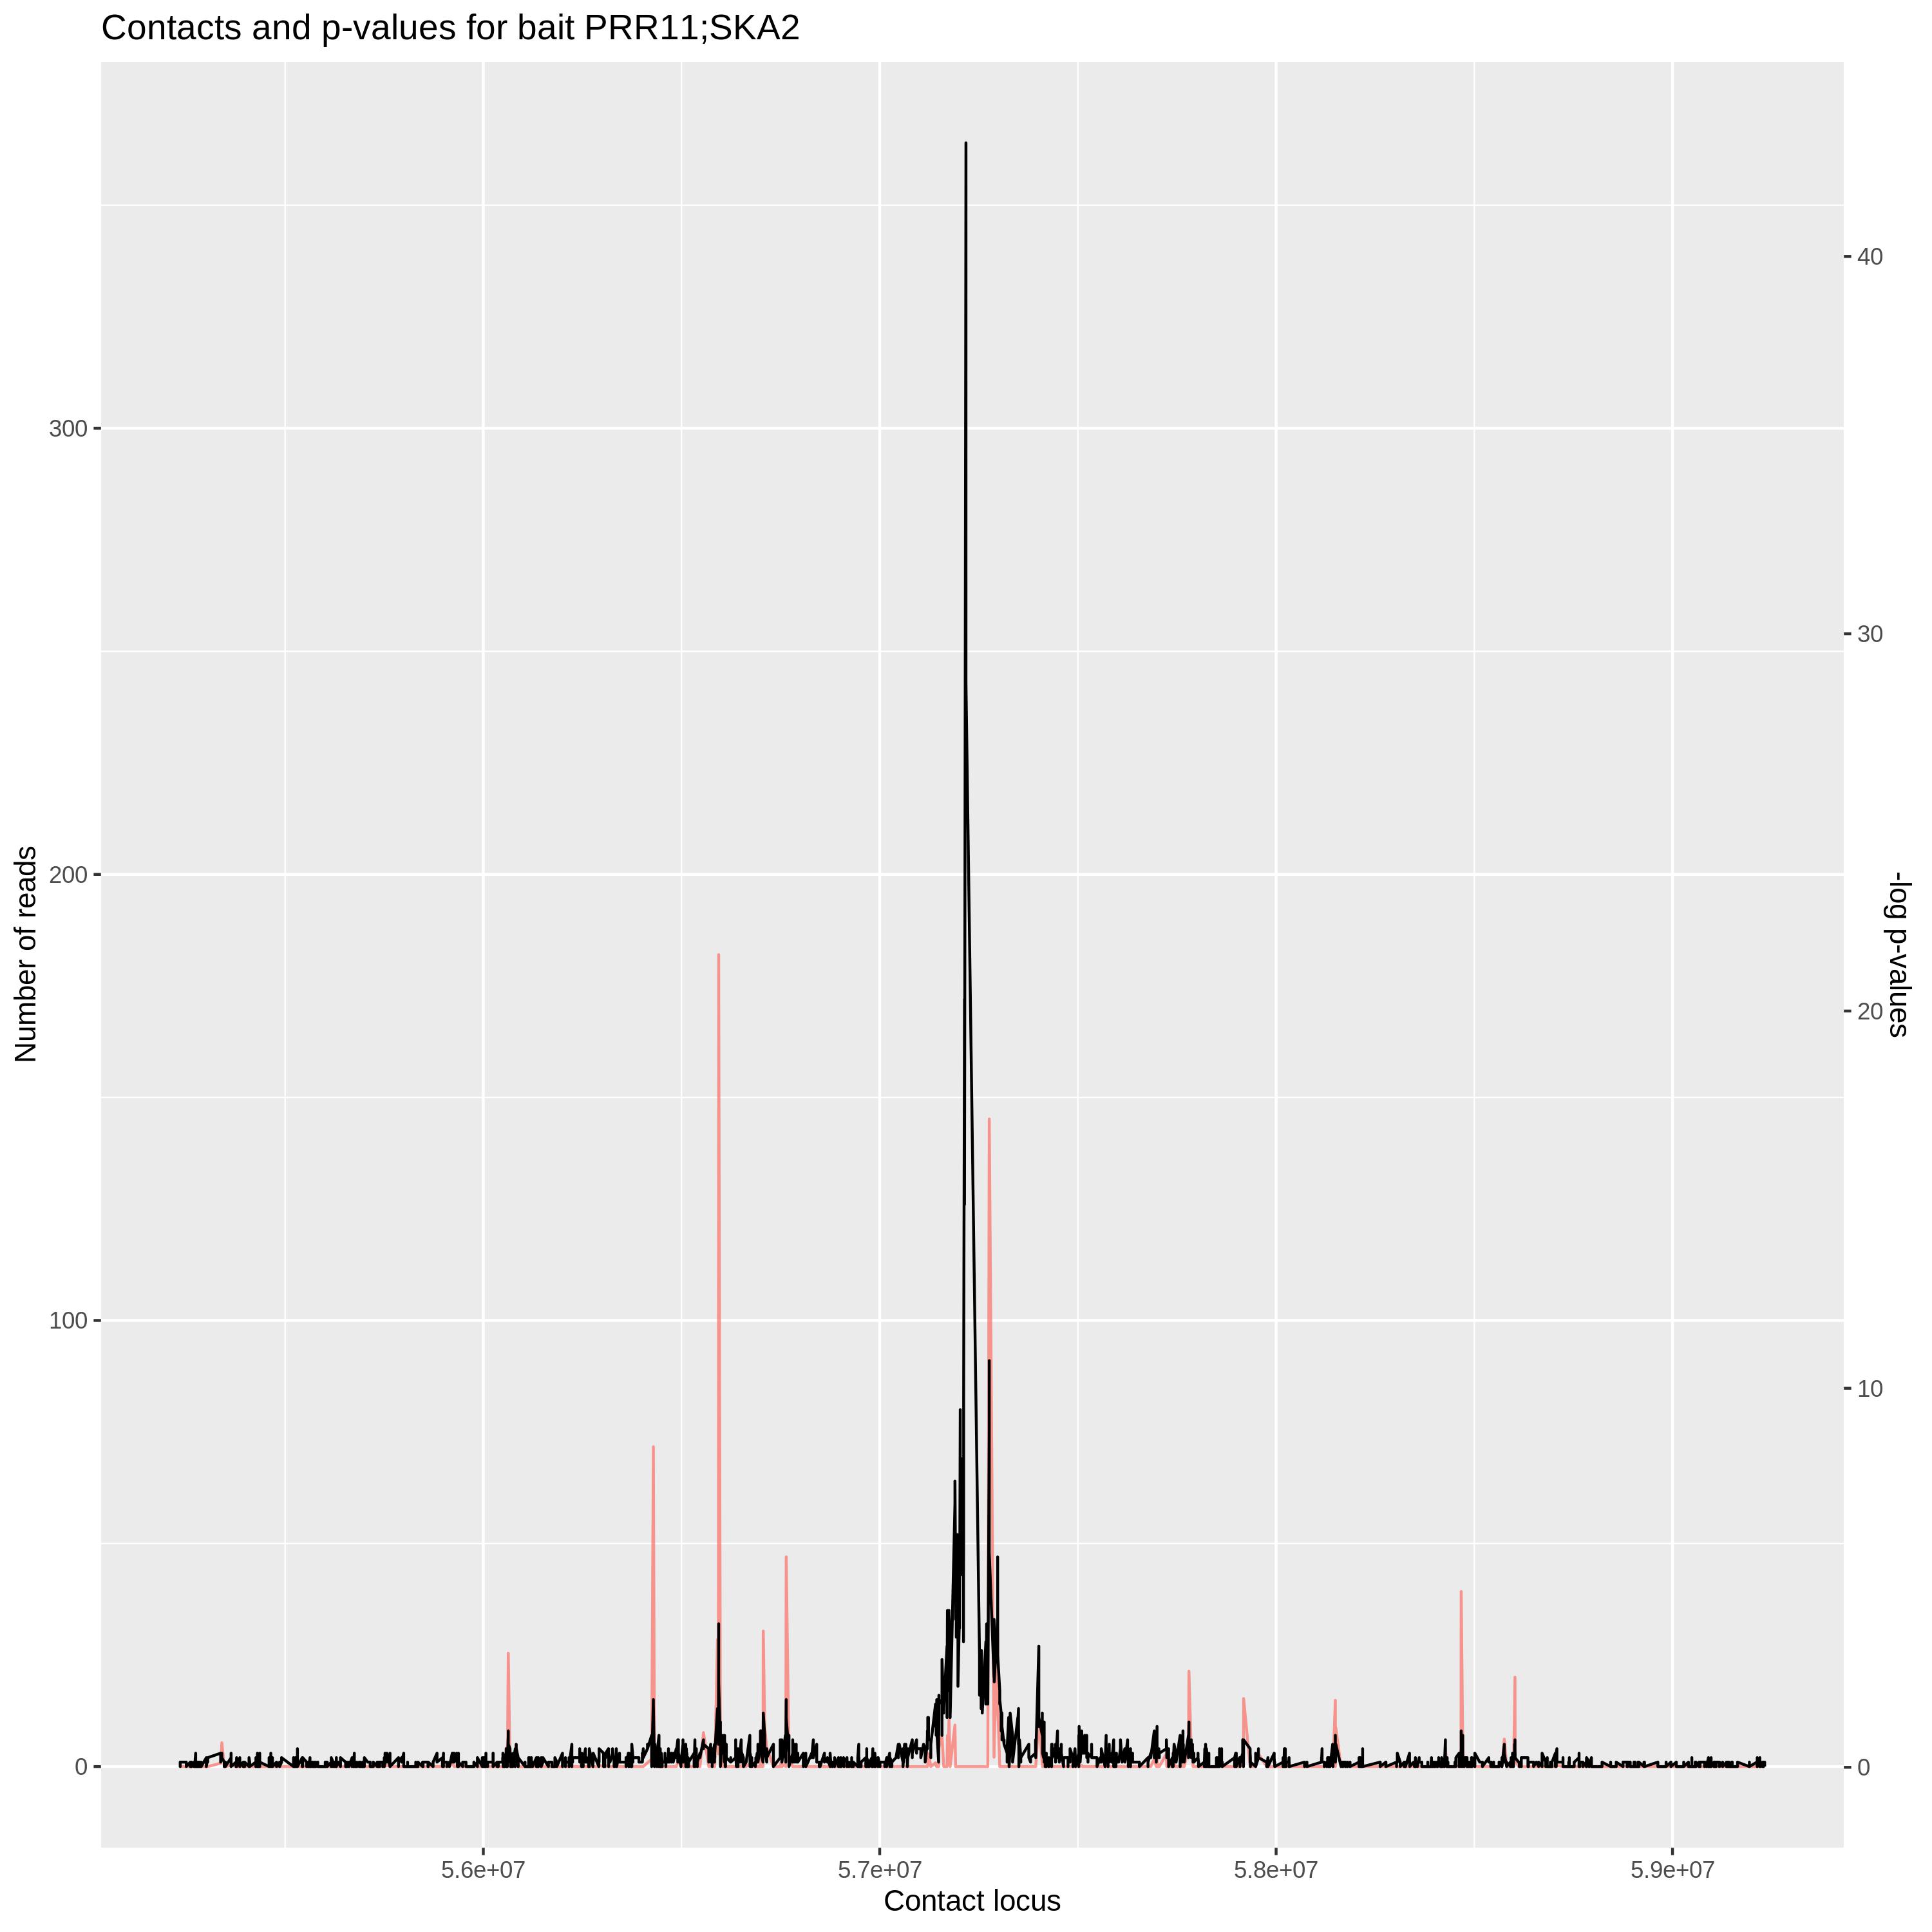 Contacts and p-values for bait PRR11;SKA2
Number of reads
300
200
100
0
40
30
20
10
0
-log p-values
5.6e+07 5.7e+07 5.8e+07 5.9e+07
Contact locus